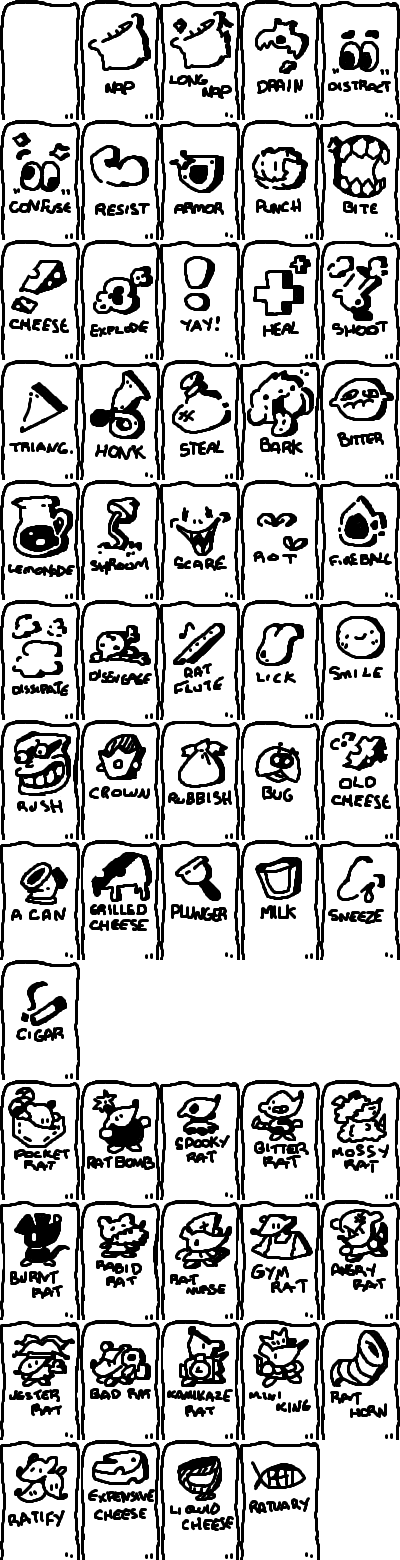 NAP
LONG
NAP
DRAIN
DISTRACT
CONFUSE
RESIST
ARMOR
PUNCH
BITE
CHEESE
EXPLODE
YAY!
HEAL
SHOOT
TRIANG.
HONK
STEAL
BARK
BITTER
LEMONADE
SHROOM
SCARE
ROT
FIREBALL
DISSIPATE
DISENGAGE
RAT
FLUTE
LICK
SMILE
RUSH
CROWN
RUBBISH
BUG
OLD
CHEESE
A CAN
GRILLED
CHEESE
PLUNGER
MILK
SNEEZE
CIGAR
POCKET
RAT
RAT BOMB
SPOOKY
RAT
BITTER
RAT
MOSSY
RAT
BURNT
RAT
RABID
RAT
RAT
NURSE
GYM
RAT
ANGRY
RAT
JESTER
RAT
BAD RAT
KAMIKAZE
RAT
MINI
KING
RAT
HORN
RATIFY
EXPENSIVE
CHEESE
LIQUID
CHEESE
RATUARY